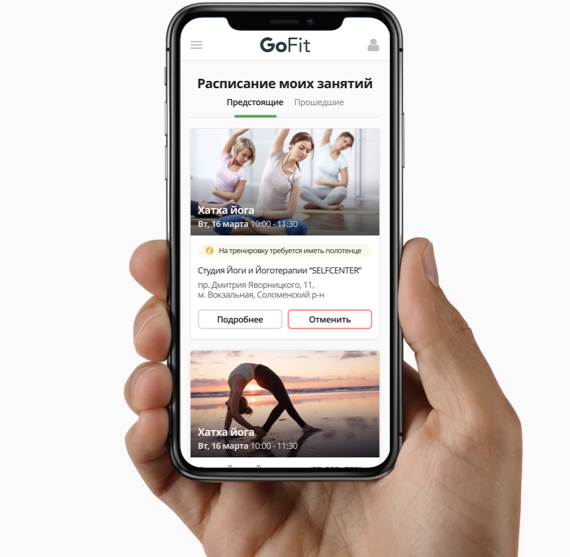 GoFit
Расписание моих занятий
Предстоящие Прошедшие
Хатха йога
Вт, 16 марта 10:00 - 11:30
На тренировку требуется иметь полотенце
Студия Йоги и Йоготерапии “SELFCENTER”
пр. Дмитрия Яворницкого, 11,
м. Вокзальная, Соломенский р-н
Подробнее Отменить
Хатха йога
Вт, 16 марта 10:00 - 11:30